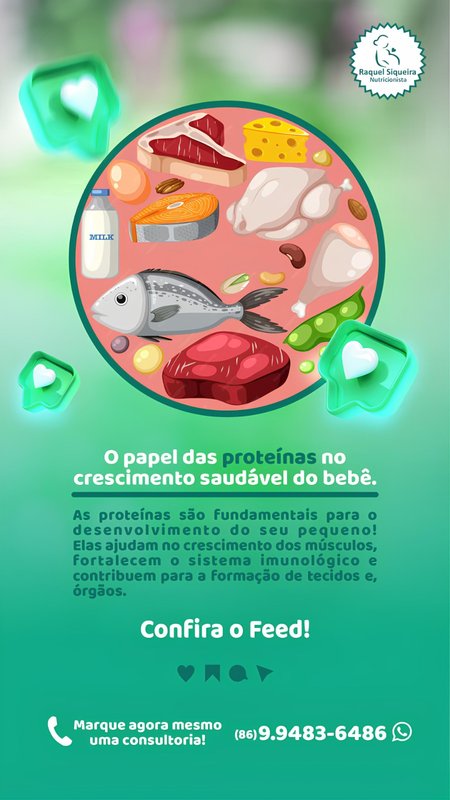 Raquel Siqueira
Nutricionista
MILK
O papel das proteínas no
crescimento saudável do bebê.
As proteínas são fundamentais para o
desenvolvimento do seu pequeno!
Elas ajudam no crescimento dos músculos,
fortalecem o sistema imunológico e
contribuem para a formação de tecidos e,
órgãos.
Confira o Feed!
Marque agora mesmo
uma consultoria!
(86)9.9483-6486